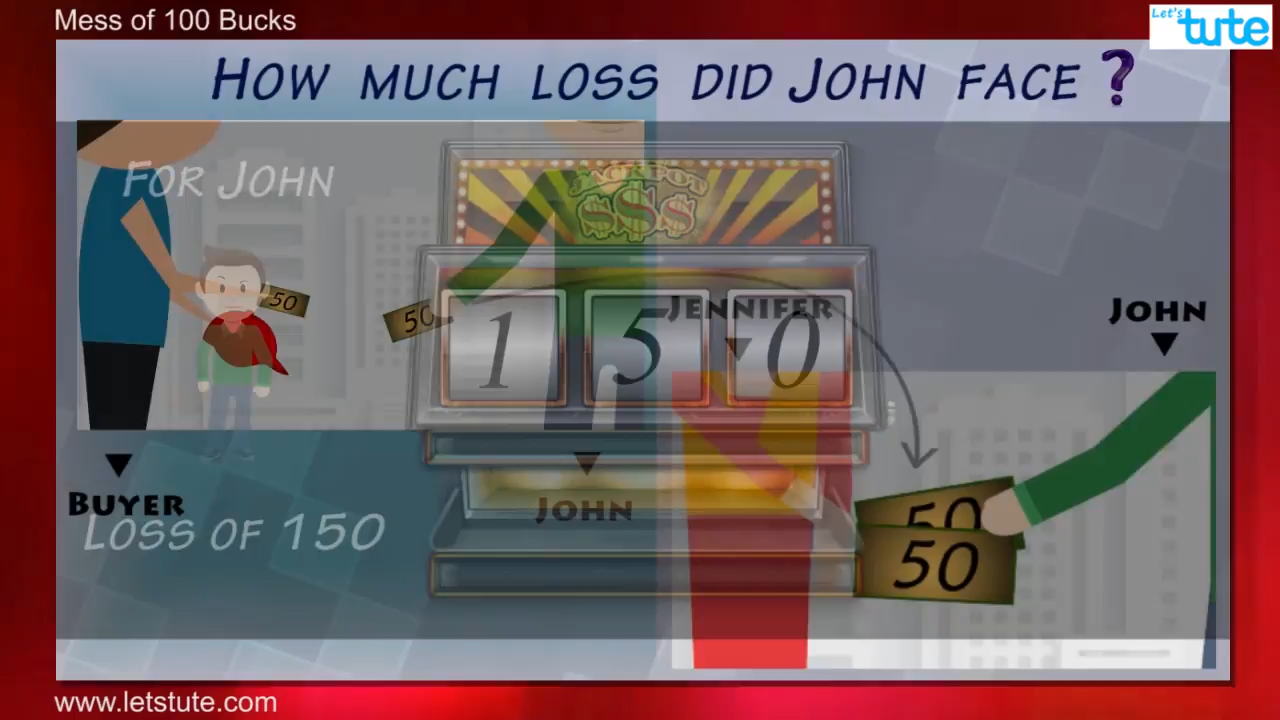 Mess of 100 Bucks
Let's tute
HOW MUCH LOSS DID JOHN FACE ?
FOR JOHN
JACKPOT
$$$
50
50
1 5 0
JENNIFER
JOHN
BUYER
JOHN
LOSS OF 150
50
50
www.letstute.com